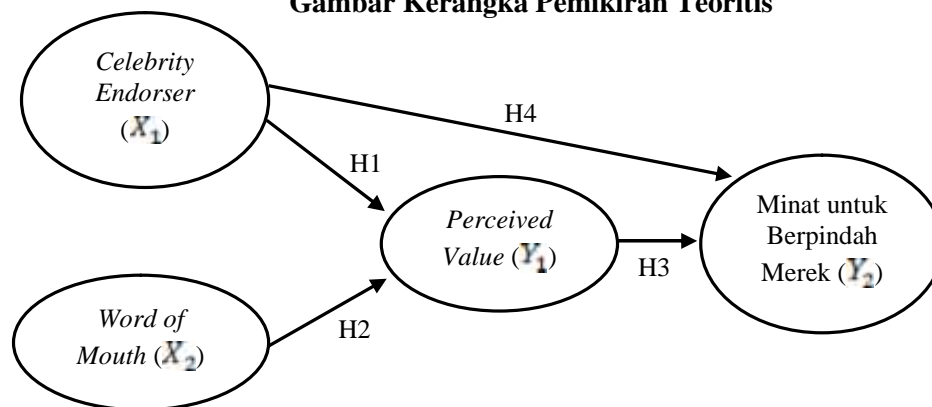 Gambar Kerangka Pemikiran Teoritis
Celebrity
Endorser
(X₁)
H4
H1
Perceived
Value (Y₁)
Minat untuk
Berpindah
Merek (Y₂)
H3
Word of
Mouth (X₂)
H2